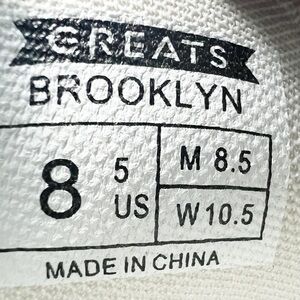 GREATS
BROOKLYN
8 5 US
M 8.5
W 10.5
MADE IN CHINA